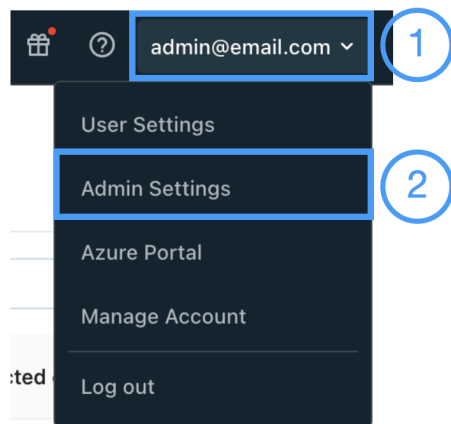 admin@email.com
1
User Settings
Admin Settings
2
Azure Portal
Manage Account
Log out